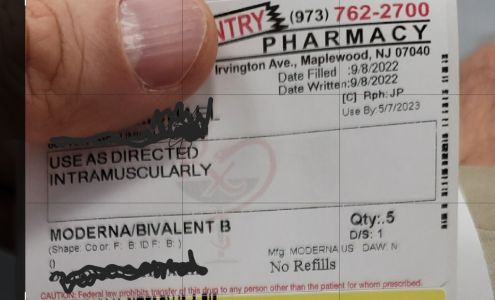 NTRY (973) 762-2700
PHARMACY
Irvington Ave., Maplewood, NJ 07040
Date Filled :9/8/2022
Date Written:9/8/2022
[C] Rph: JP
Use By:5/7/2023
USE AS DIRECTED
INTRAMUSCULARLY
MODERNA/BIVALENT B
Qty:.5
(Shape: Color: F: B: ID F: B: )
D/S: 1
()
Mfg: MODERNA US DAW: N
No Refills
CAUTION: Federal law prohibits transfer of this drug to any person other than the patient for whom prescribed.